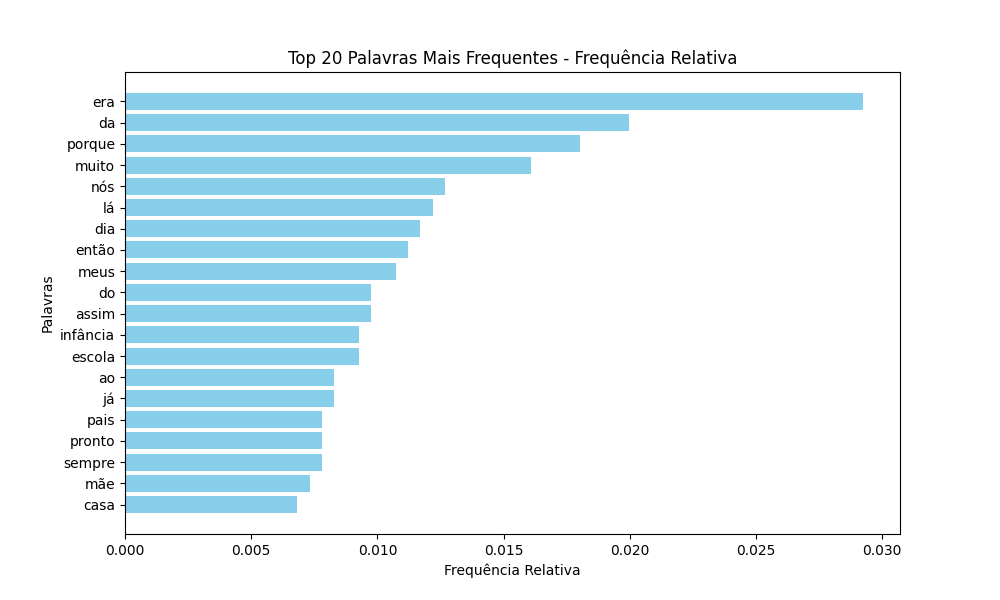 Top 20 Palavras Mais Frequentes - Frequência Relativa
Palavras
era
da
porque
muito
nós
lá
dia
então
meus
do
assim
infância
escola
ao
já
pais
pronto
sempre
mãe
casa
0.000 0.005 0.010 0.015 0.020 0.025 0.030
Frequência Relativa